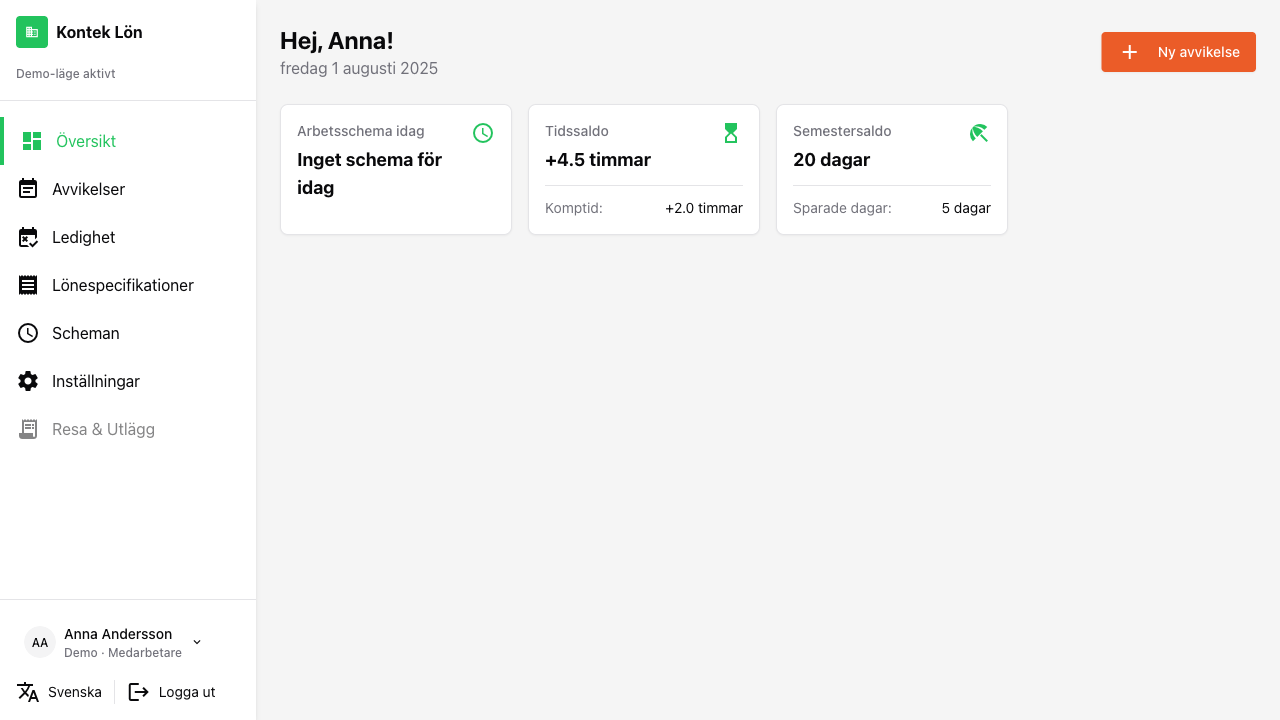 Kontek Lön
Demo-läge aktivt
Översikt
Avvikelser
Ledighet
Lönespecifikationer
Scheman
Inställningar
Resa & Utlägg
AA
Anna Andersson
Demo · Medarbetare
Svenska
Logga ut
Hej, Anna!
fredag 1 augusti 2025
Ny avvikelse
Arbetsschema idag
Inget schema för
idag
Tidssaldo
+4.5 timmar
Komptid: +2.0 timmar
Semestersaldo
20 dagar
Sparade dagar: 5 dagar